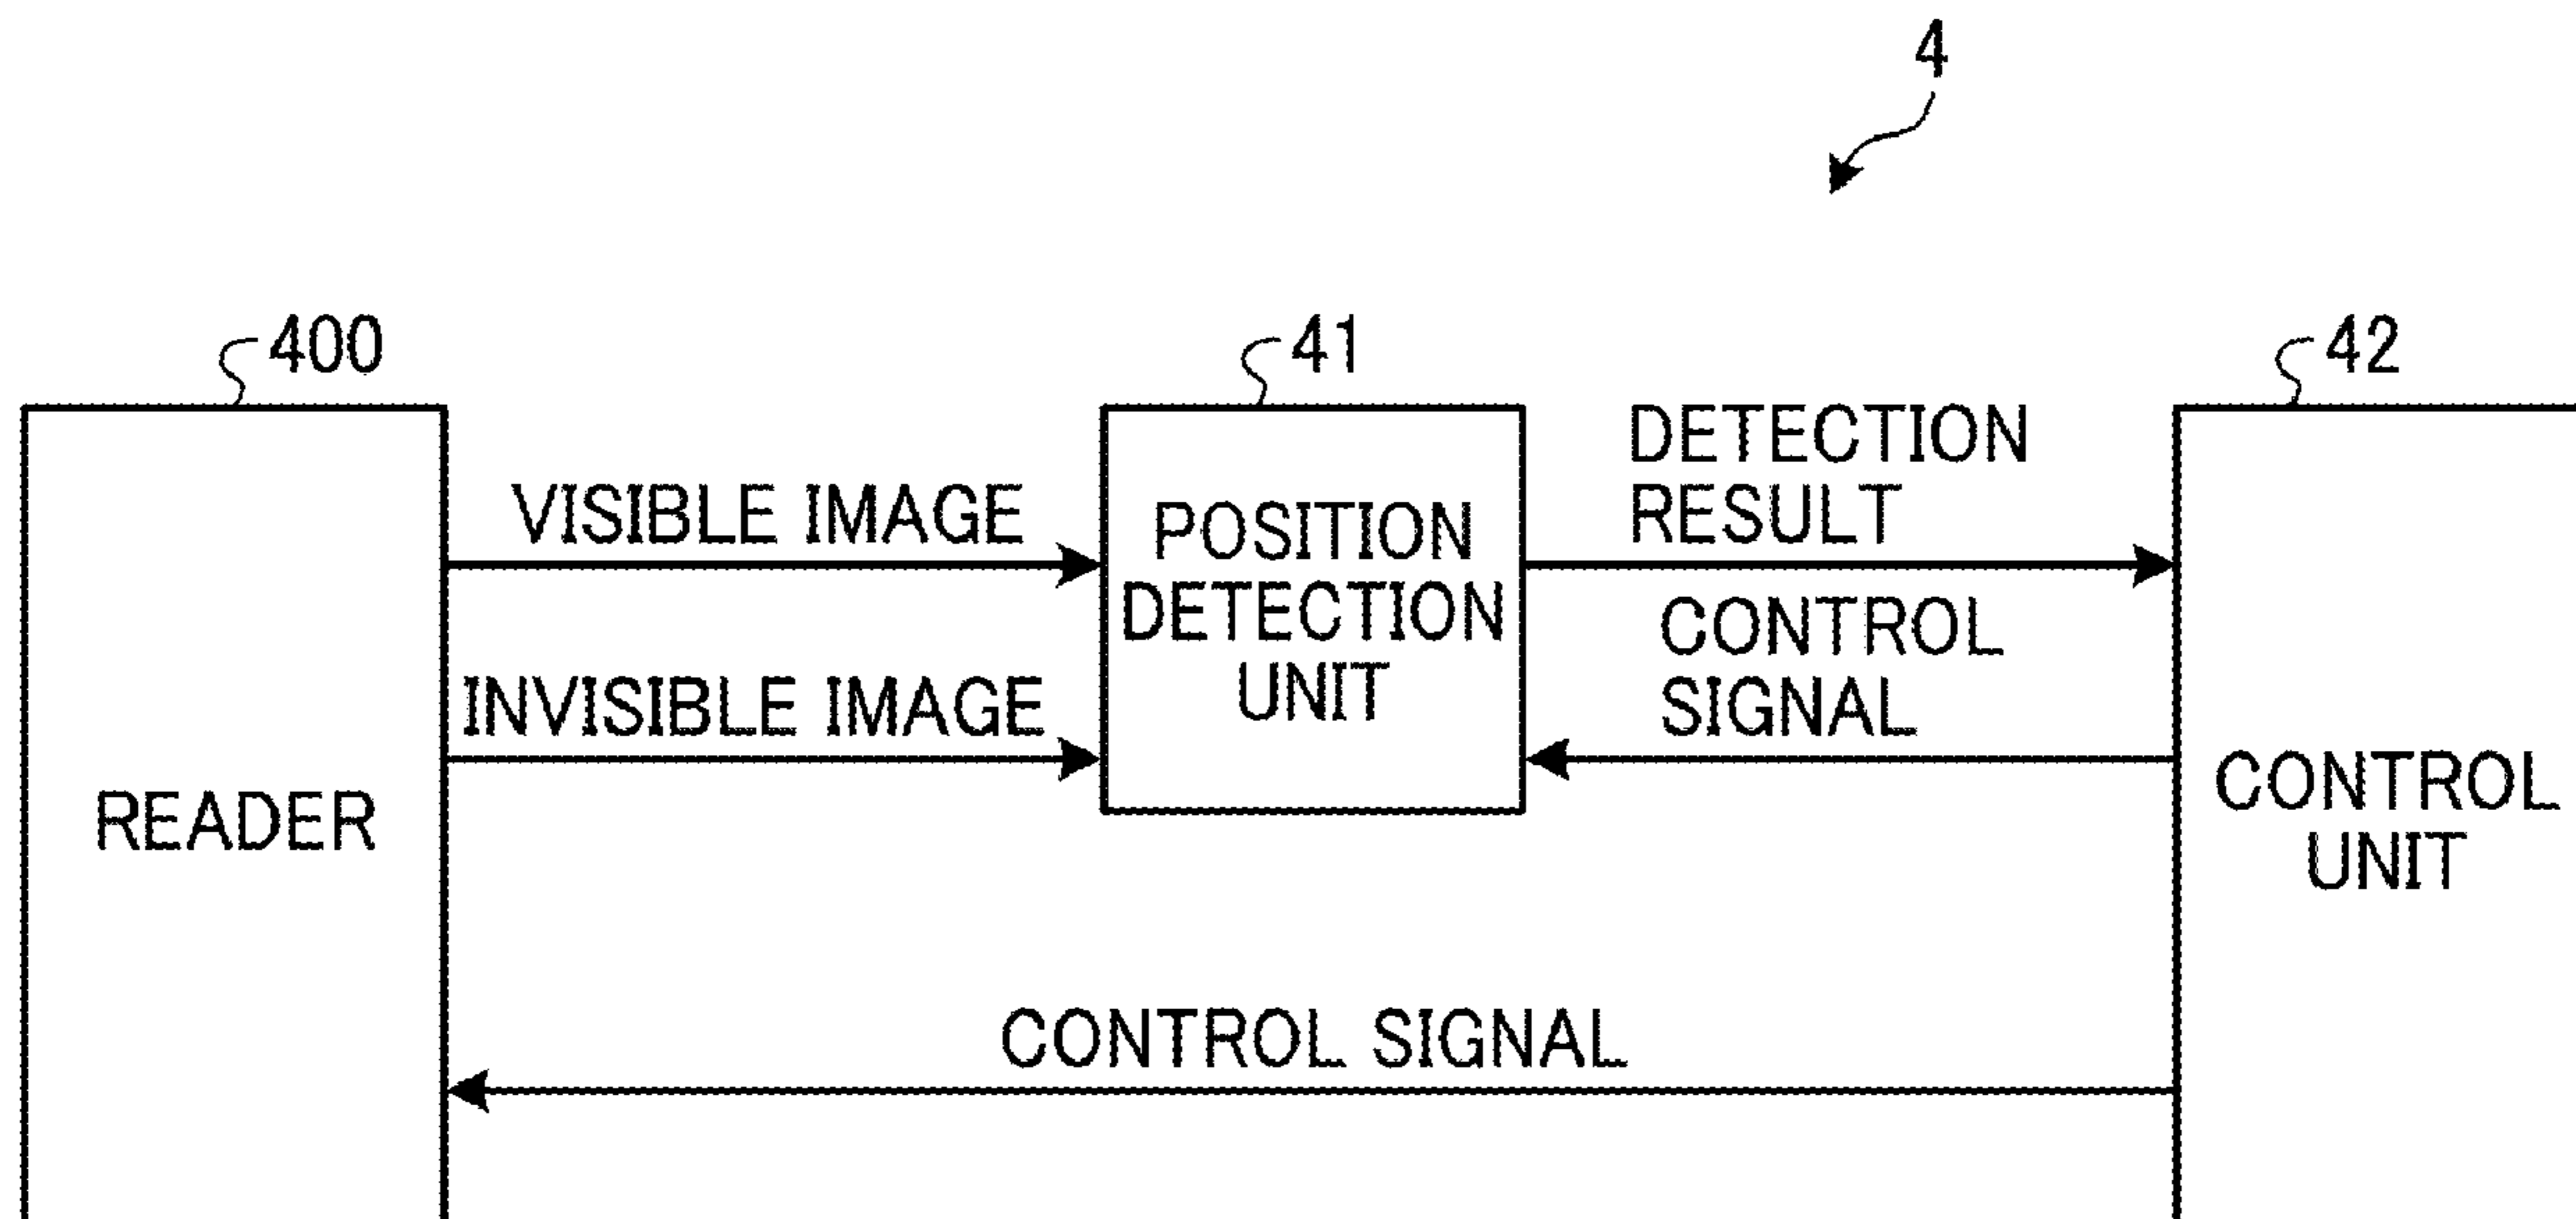 4
400
41
42
DETECTION
RESULT
VISIBLE IMAGE
POSITION
DETECTION
UNIT
CONTROL
SIGNAL
INVISIBLE IMAGE
READER
CONTROL
UNIT
CONTROL SIGNAL